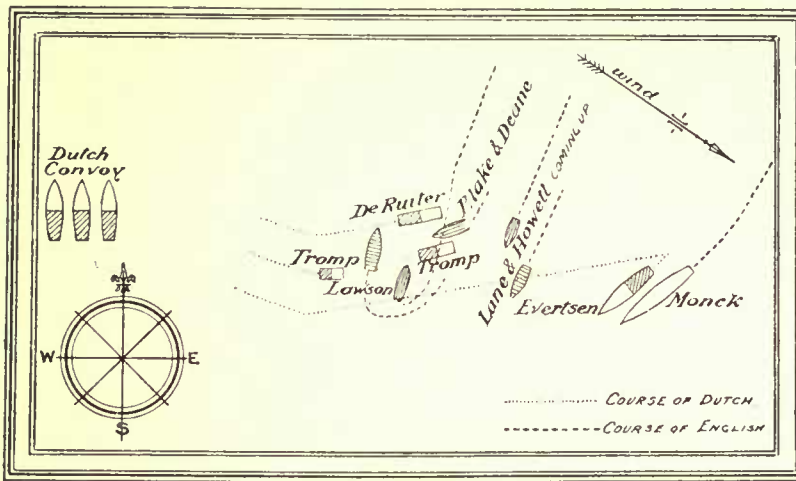 wind
Dutch
Convoy
De Ruiter
Blake & Deane
Lane & Howell COMING UP
Tromp
Tromp
Lawson
Evertsen
Monck
W
E
S
COURSE OF DUTCH
COURSE OF ENGLISH